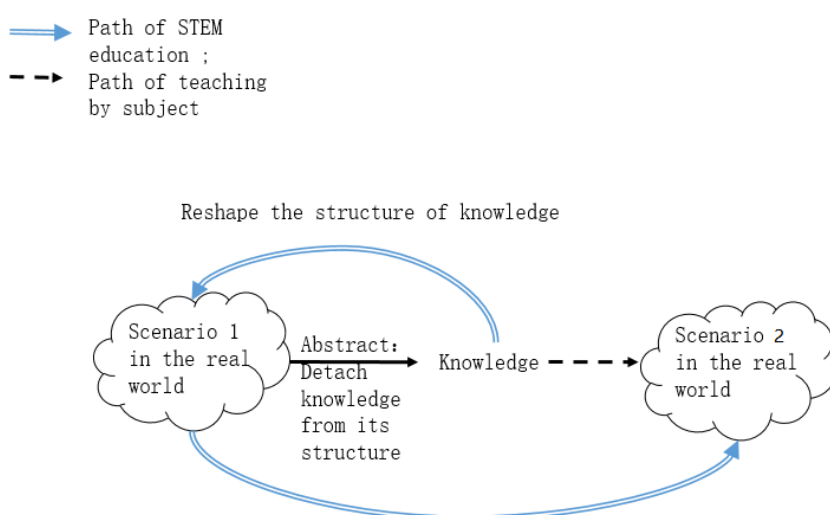 Path of STEM
education ;
Path of teaching
by subject
Reshape the structure of knowledge
Scenario 1
in the real
world
Abstract:
Detach
knowledge
from its
structure
Knowledge
Scenario 2
in the real
world